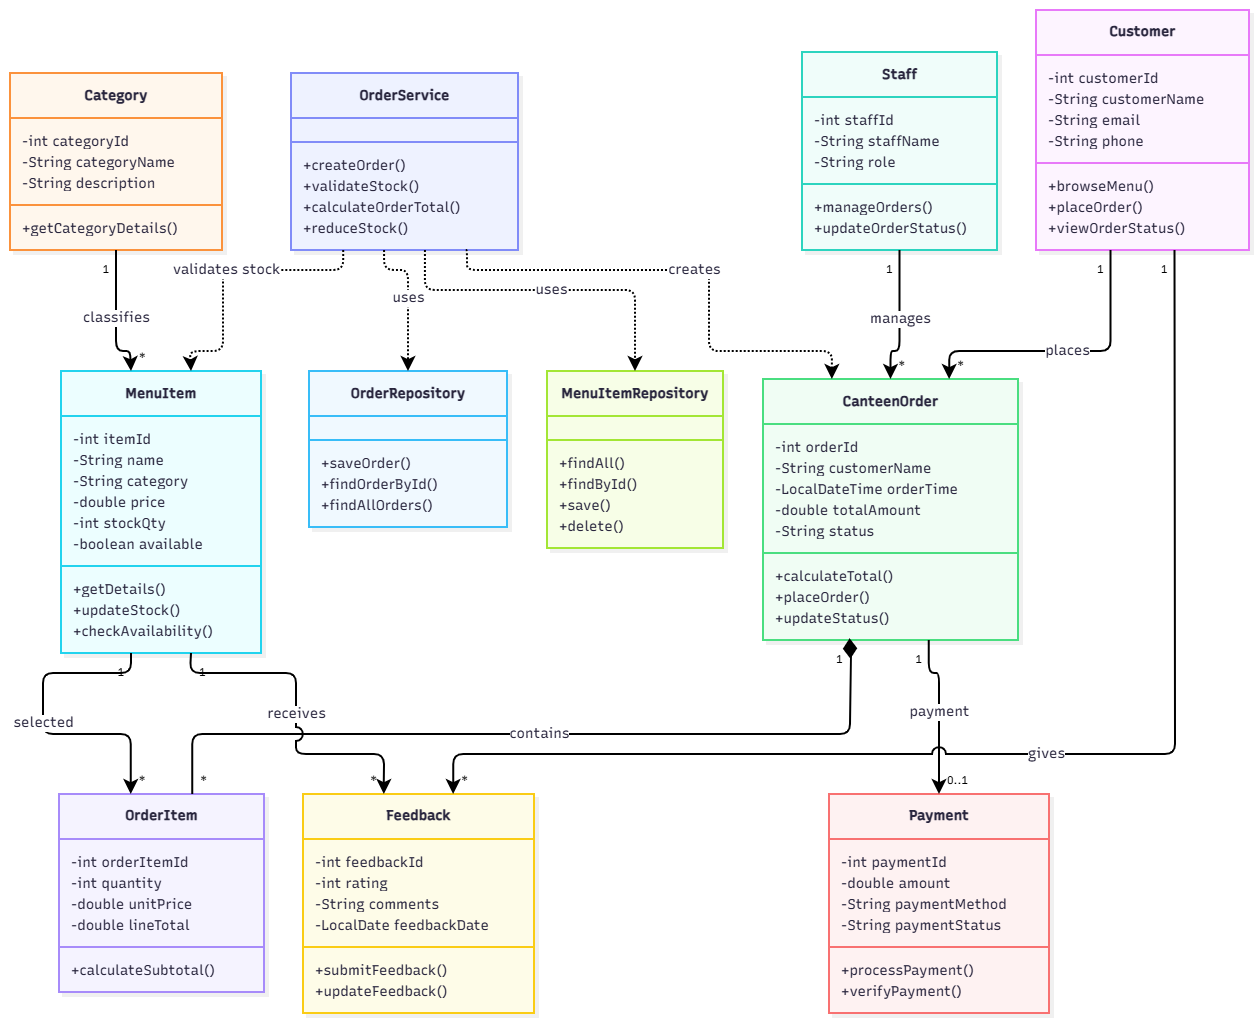 Customer
-int customerId
-String customerName
-String email
-String phone
+browseMenu()
+placeOrder()
+viewOrderStatus()
Staff
-int staffId
-String staffName
-String role
+manageOrders()
+updateOrderStatus()
Category
-int categoryId
-String categoryName
-String description
+getCategoryDetails()
OrderService
+createOrder()
+validateStock()
+calculateOrderTotal()
+reduceStock()
1
validates stock
creates
1
1
1
uses
uses
classifies
manages
places
*
*
*
MenuItem
-int itemId
-String name
-String category
-double price
-int stockQty
-boolean available
+getDetails()
+updateStock()
+checkAvailability()
OrderRepository
+saveOrder()
+findOrderById()
+findAllOrders()
MenuItemRepository
+findAll()
+findById()
+save()
+delete()
CanteenOrder
-int orderId
-String customerName
-LocalDateTime orderTime
-double totalAmount
-String status
+calculateTotal()
+placeOrder()
+updateStatus()
1
1
1
1
selected
receives
contains
payment
gives
*
*
*
*
0..1
OrderItem
-int orderItemId
-int quantity
-double unitPrice
-double lineTotal
+calculateSubtotal()
Feedback
-int feedbackId
-int rating
-String comments
-LocalDate feedbackDate
+submitFeedback()
+updateFeedback()
Payment
-int paymentId
-double amount
-String paymentMethod
-String paymentStatus
+processPayment()
+verifyPayment()